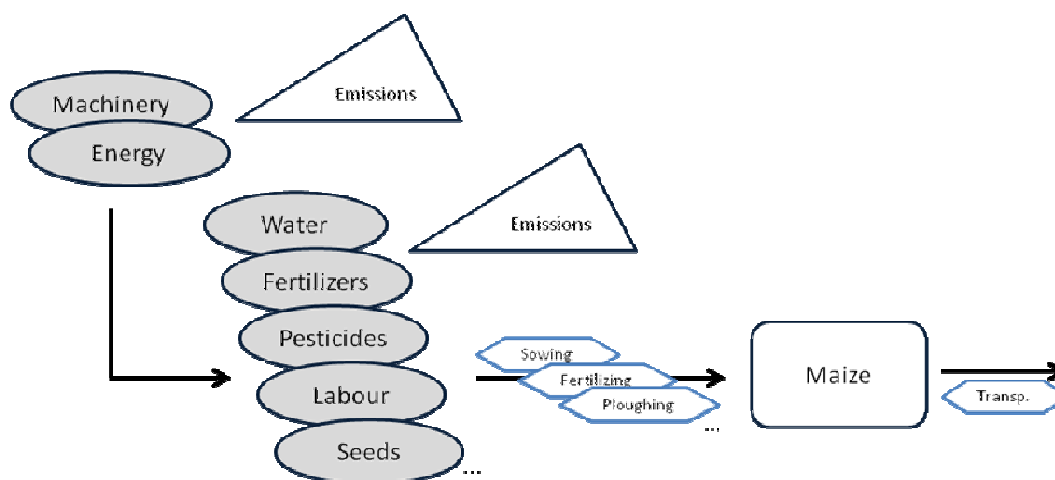 Emissions
Machinery
Energy
Water
Emissions
Fertilizers
Pesticides
Sowing
Labour
Fertilizing
Maize
Ploughing
Transp.
...
Seeds
...